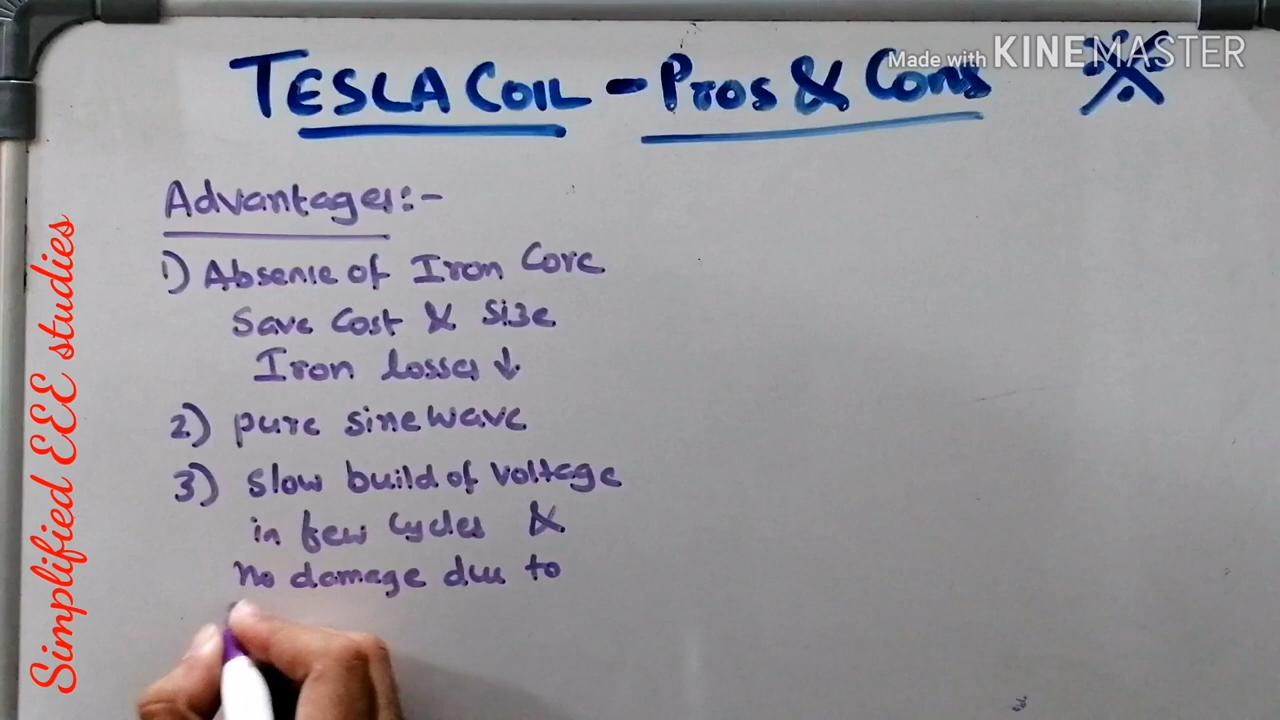 Made with KINEMASTER
TESLA COIL - Pros & Cons
Advantages:-
1) Absence of Iron Core
Save Cost & Size
Iron losses ↓
2) pure sinewave
3) slow build of voltage
in few cycles &
No damage due to
Simplified EEE studies